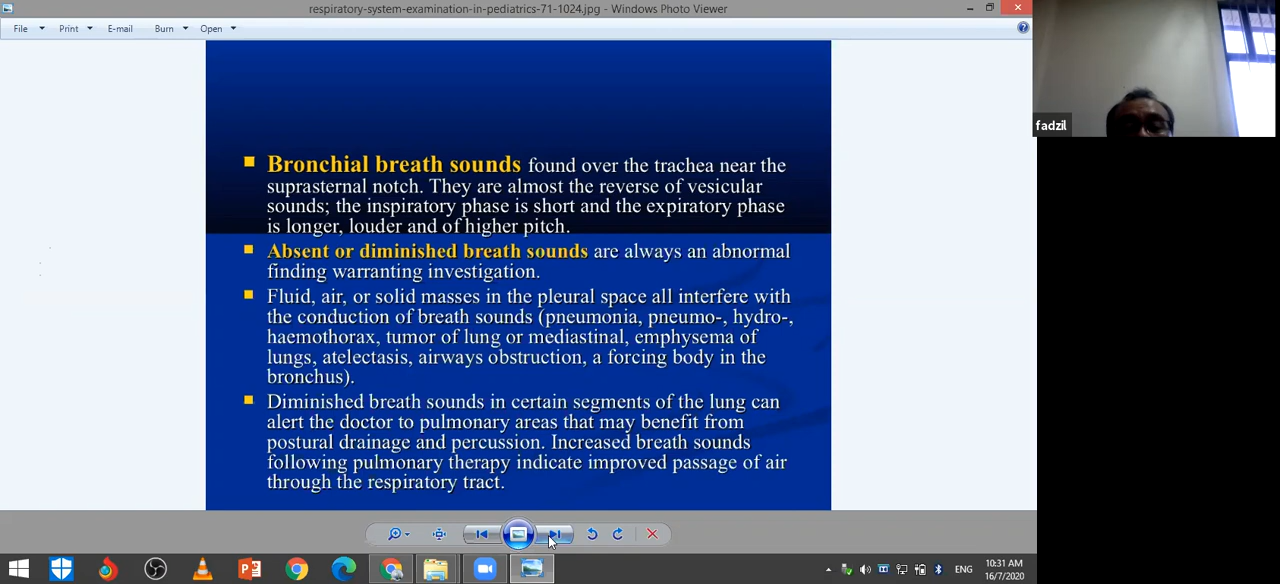 respiratory-system-examination-in-pediatrics-71-1024.jpg - Windows Photo Viewer
File Print E-mail Burn Open
fadzil
Bronchial breath sounds found over the trachea near the
suprasternal notch. They are almost the reverse of vesicular
sounds; the inspiratory phase is short and the expiratory phase
is longer, louder and of higher pitch.
Absent or diminished breath sounds are always an abnormal
finding warranting investigation.
Fluid, air, or solid masses in the pleural space all interfere with
the conduction of breath sounds (pneumonia, pneumo-, hydro-,
haemothorax, tumor of lung or mediastinal, emphysema of
lungs, atelectasis, airways obstruction, a forcing body in the
bronchus).
Diminished breath sounds in certain segments of the lung can
alert the doctor to pulmonary areas that may benefit from
postural drainage and percussion. Increased breath sounds
following pulmonary therapy indicate improved passage of air
through the respiratory tract.
ENG
10:31 AM
16/7/2020